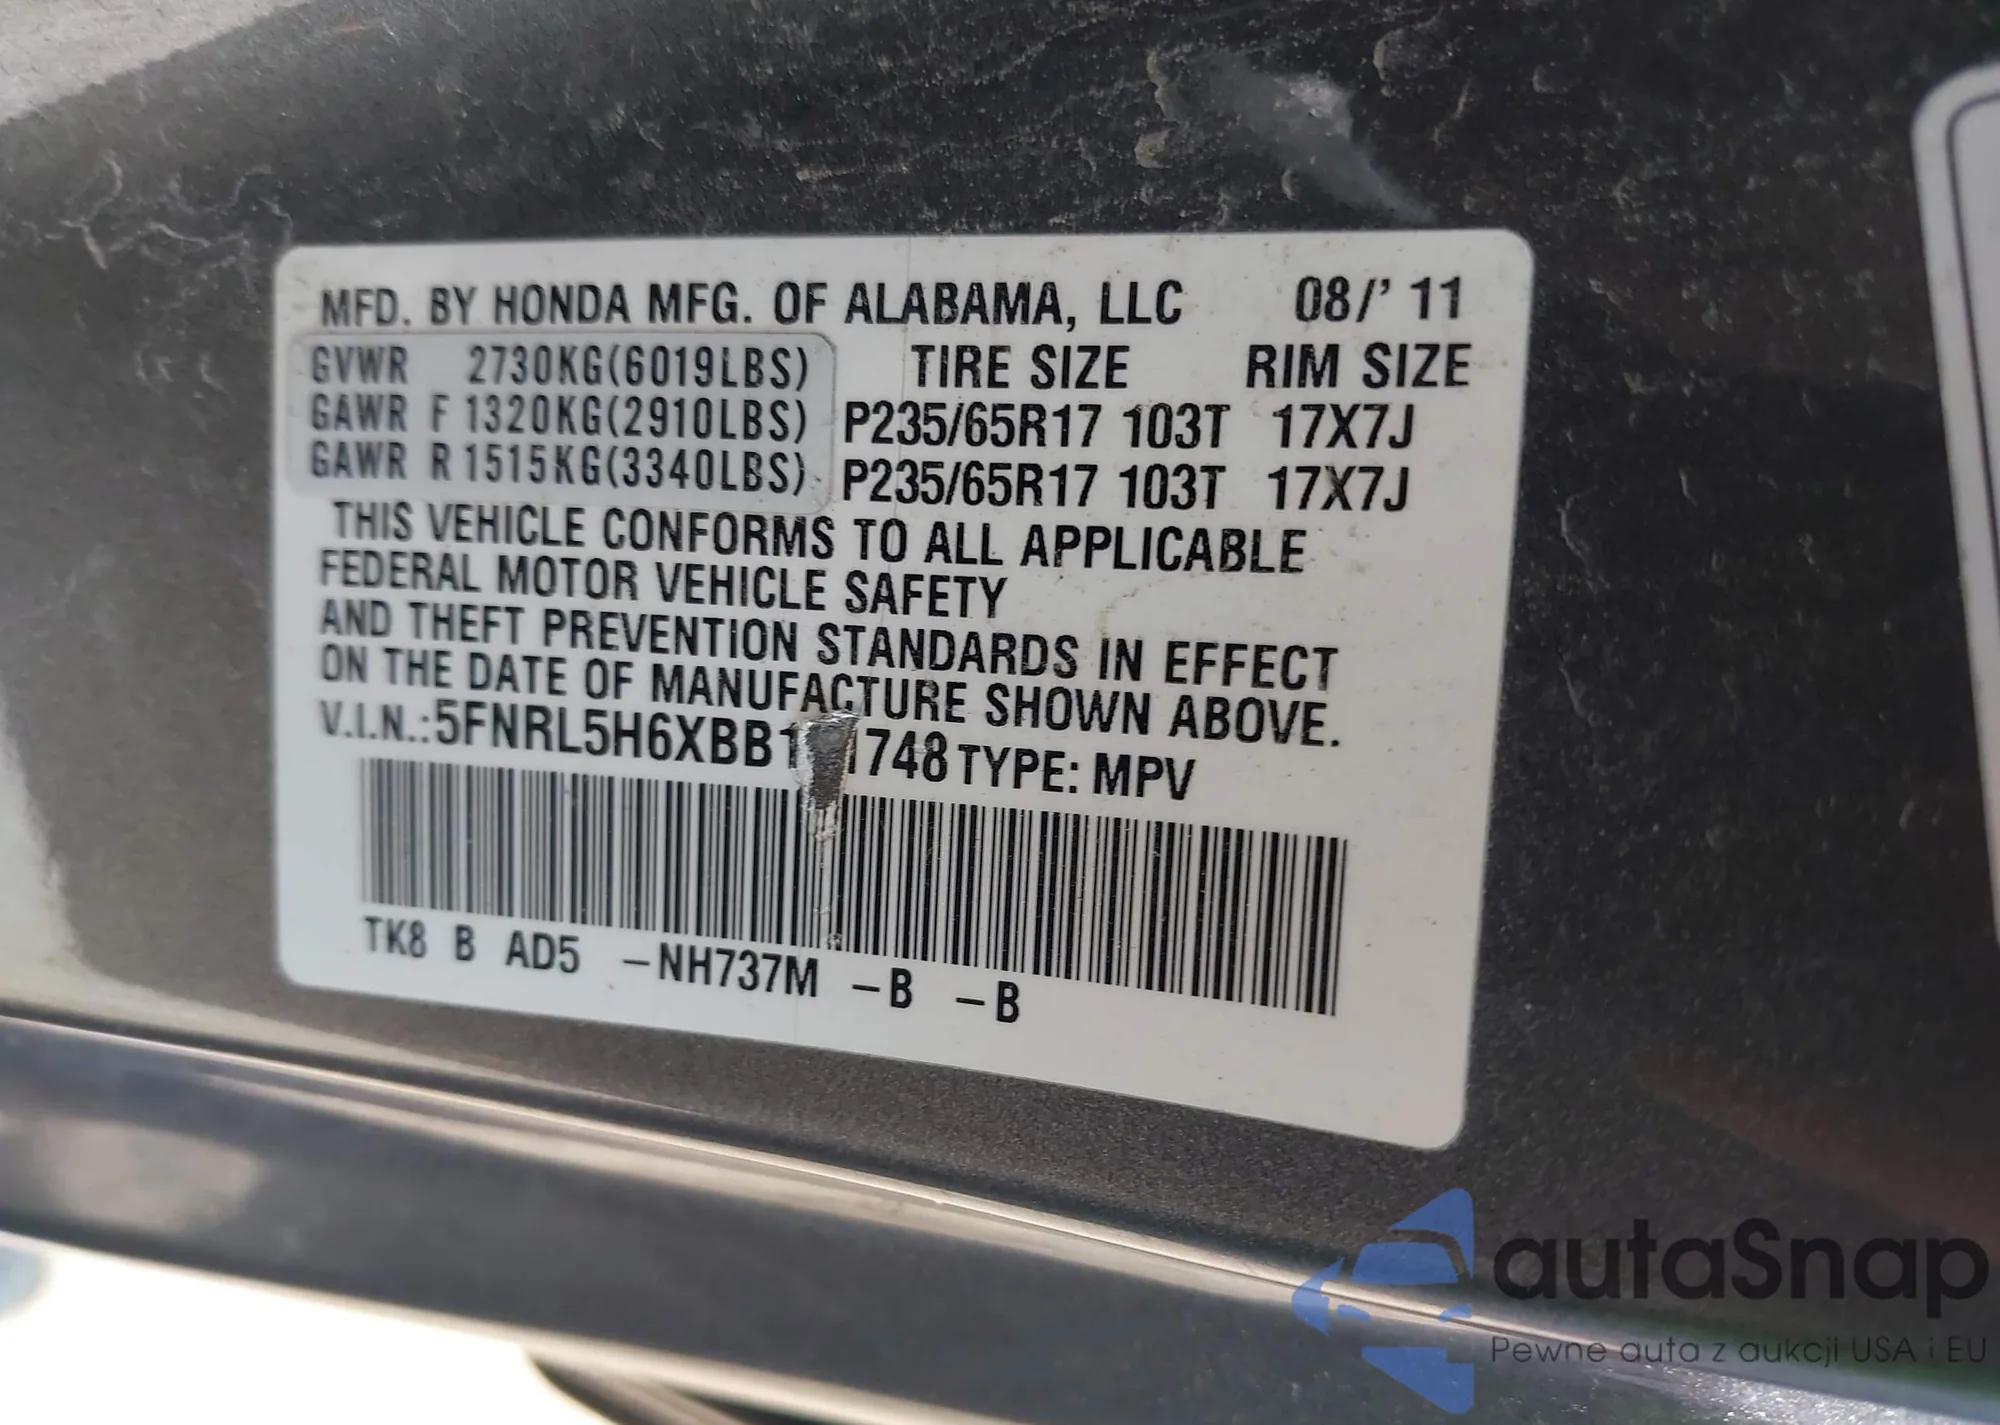 MFD. BY HONDA MFG. OF ALABAMA, LLC 08/' 11
GVWR 2730KG(6019LBS) TIRE SIZE RIM SIZE
GAWR F 1320KG(2910LBS) P235/65R17 103T 17X7J
GAWR R 1515KG(3340LBS) P235/65R17 103T 17X7J
THIS VEHICLE CONFORMS TO ALL APPLICABLE
FEDERAL MOTOR VEHICLE SAFETY
AND THEFT PREVENTION STANDARDS IN EFFECT
ON THE DATE OF MANUFACTURE SHOWN ABOVE.
V.I.N.: TYPE: MPV
TK8 B AD5 -NH737M -B -B
autaSnap
Pewne auta z aukcji USA i EU